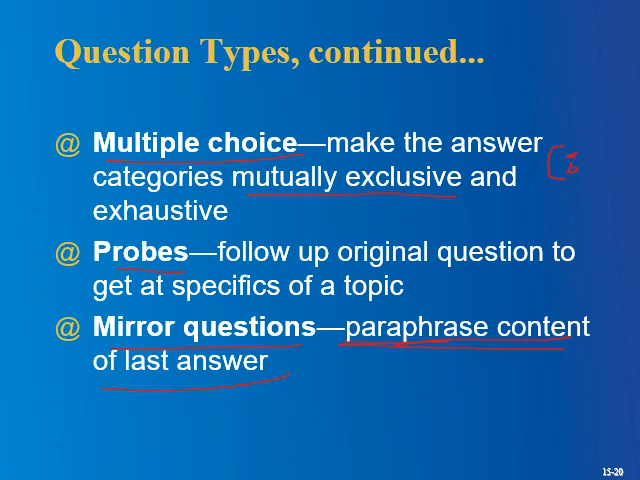 Question Types, continued...
@ Multiple choice—make the answer
categories mutually exclusive and
exhaustive
@ Probes—follow up original question to
get at specifics of a topic
@ Mirror questions—paraphrase content
of last answer
15-20